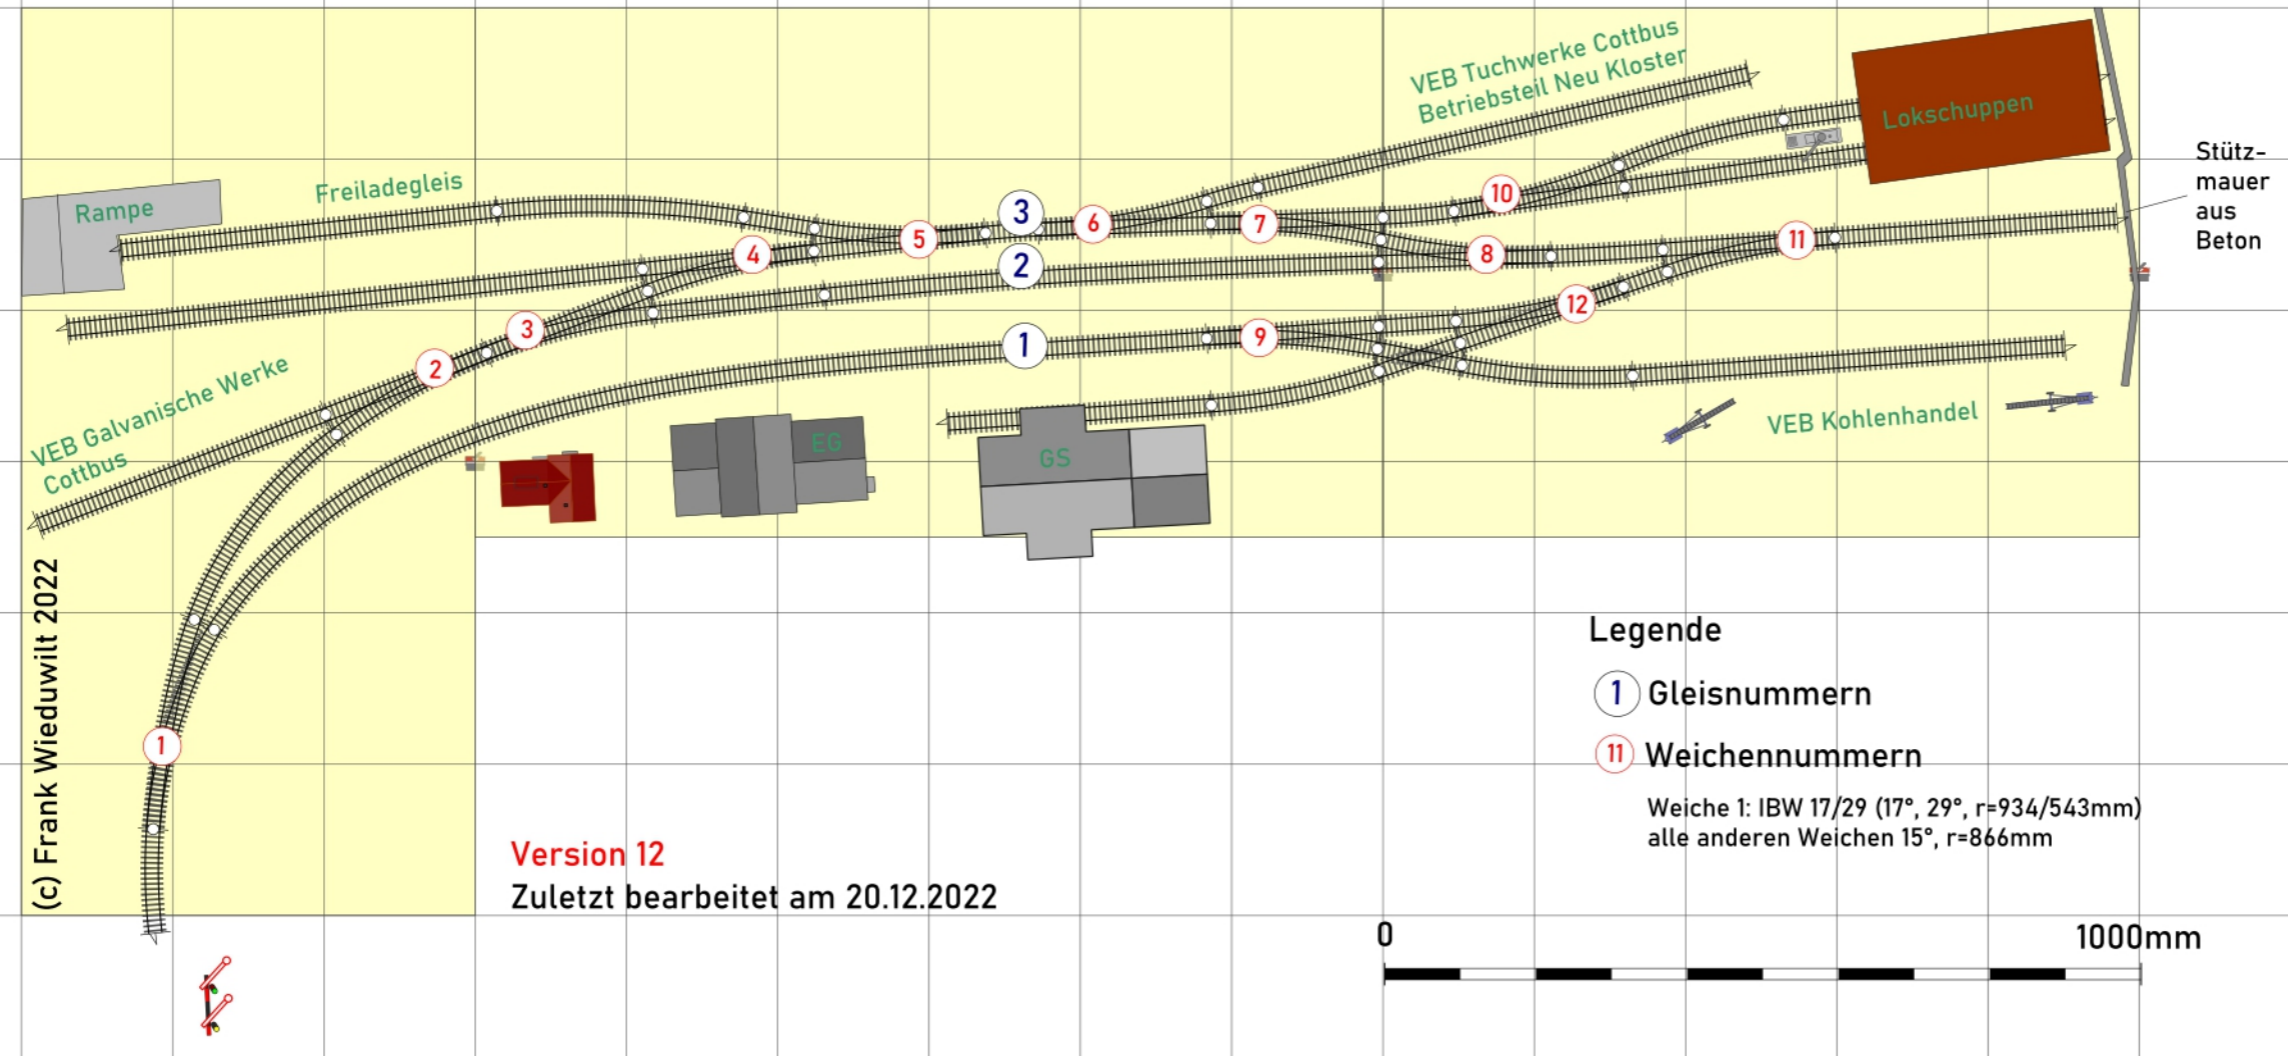 VEB Tuchwerke Cottbus
Betriebsteil Neu Kloster
Lokschuppen
Stütz-
mauer
aus
Beton
Freiladegleis
Rampe
10
3
6
7
5
4
2
8
11
12
3
1
9
2
VEB Galvanische Werke
Cottbus
VEB Kohlenhandel
EG
GS
1
(c) Frank Wieduwilt 2022
Legende
1 Gleisnummern
11 Weichennummern
Weiche 1: IBW 17/29 (17°, 29°, r=934/543mm)
alle anderen Weichen 15°, r=866mm
Version 12
Zuletzt bearbeitet am 20.12.2022
0
1000mm